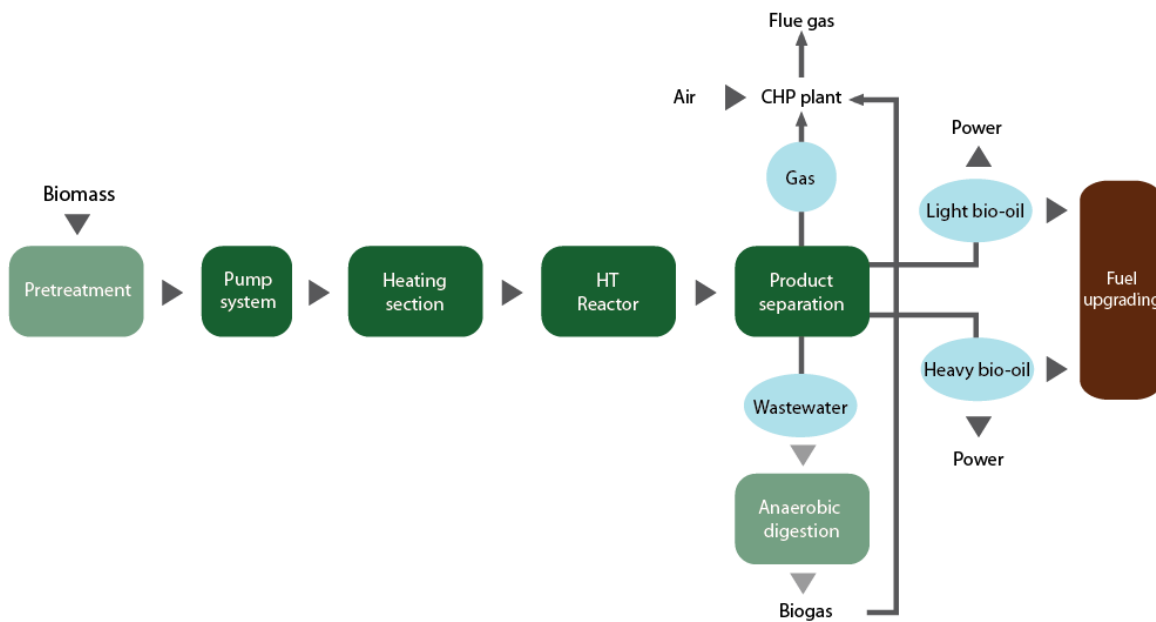 Flue gas
Air
CHP plant
Power
Biomass
Gas
Light bio-oil
Pretreatment
Pump
system
Heating
section
HT
Reactor
Product
separation
Fuel
upgrading
Heavy bio-oil
Wastewater
Power
Anaerobic
digestion
Biogas